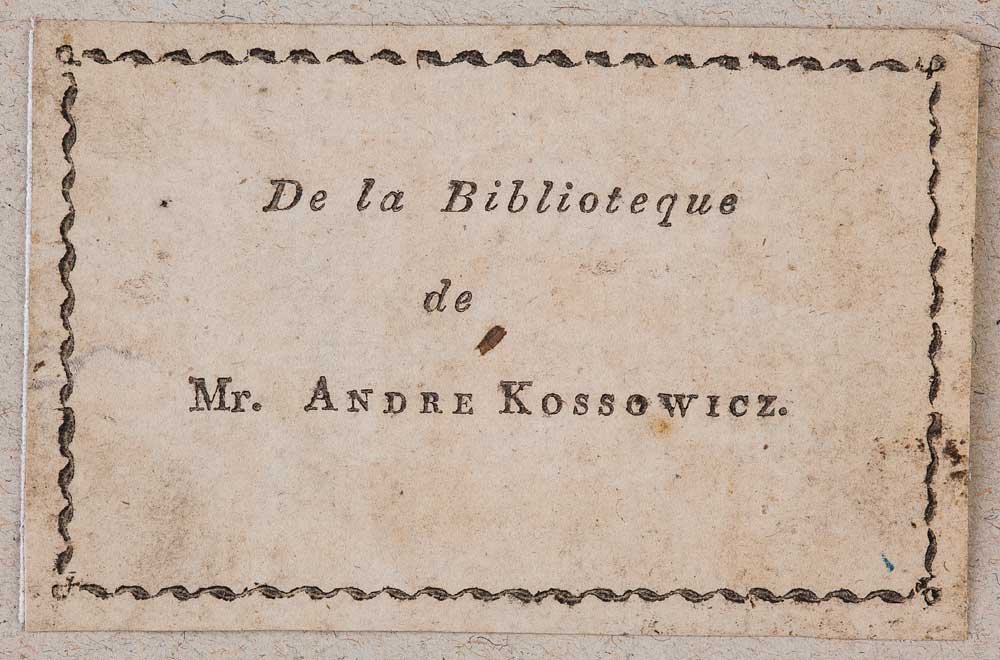 De la Biblioteque
de
Mr. ANDRE KOSSOWICZ.